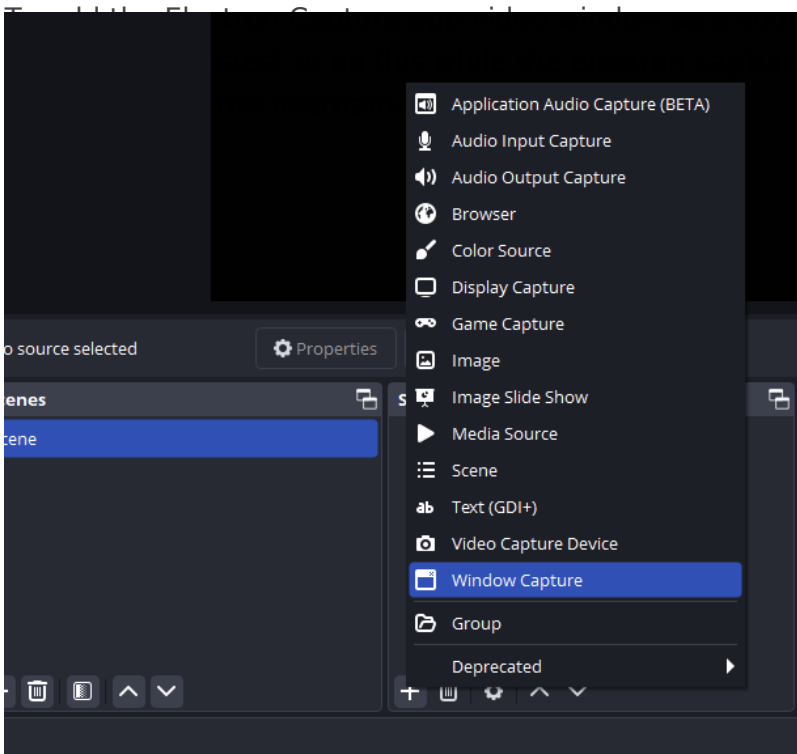 Application Audio Capture (BETA)
Audio Input Capture
Audio Output Capture
Browser
Color Source
Display Capture
Game Capture
Image
Image Slide Show
Media Source
Scene
ab Text (GDI+)
Video Capture Device
Window Capture
Group
Deprecated
o source selected
Properties
enes
S
cene